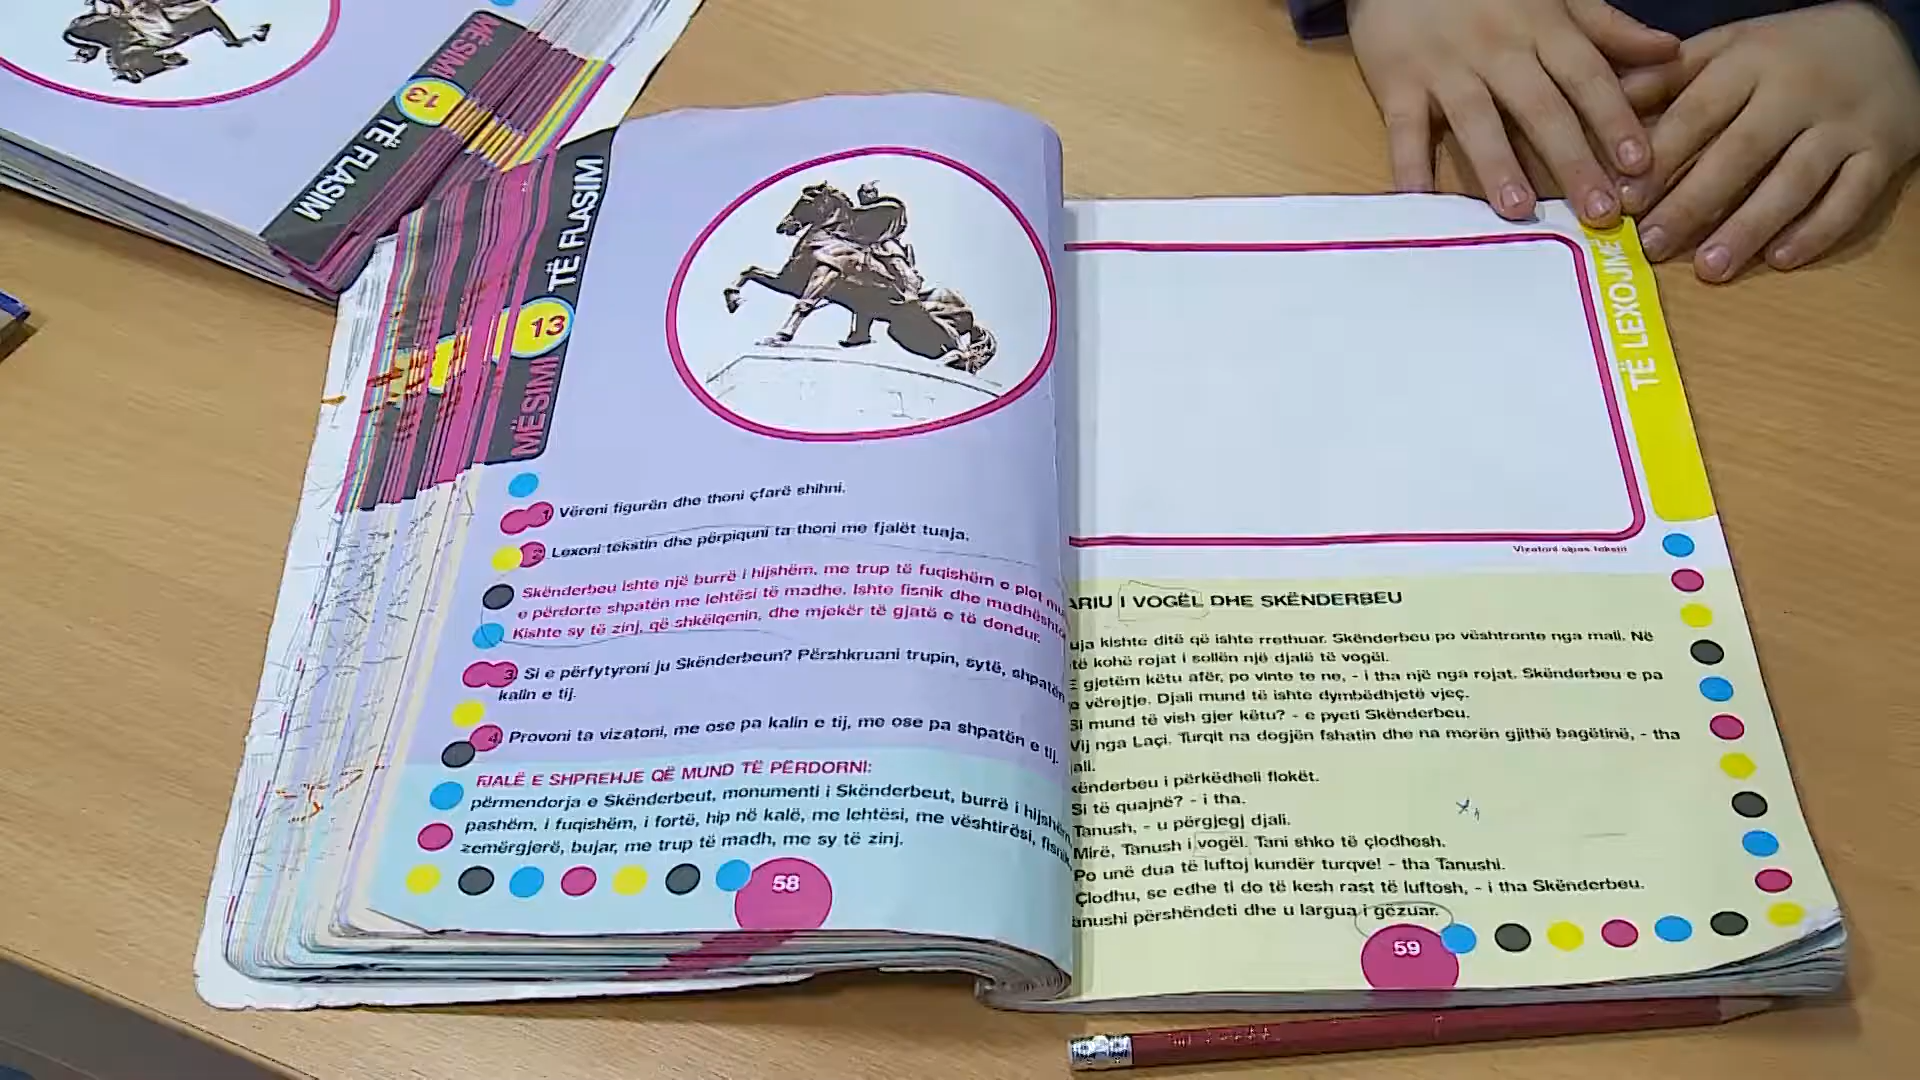 MËSIMI
13
TË FLASIM
MËSIMI 13 TË FLASIM
1. Vëreni figurën dhe thoni çfarë shihni.
2. Lexoni tekstin dhe përpiquni ta thoni me fjalët tuaja.
Skënderbeu ishte një burrë i hijshëm, me trup të fuqishëm e plot
e përdorte shpatën me lehtësi të madhe. Ishte fisnik dhe
Kishte sy të zinj, që shkëlqenin, dhe mjekër të gjatë e të dendur.
3. Si e përfytyroni ju Skënderbeun? Përshkruani trupin, sytë, shpatën
kalin e tij.
4. Provoni ta vizatoni, me ose pa kalin e tij, me ose pa shpatën e tij.
FJALË E SHPREHJE QË MUND TË PËRDORNI:
përmendorja e Skënderbeut, monumenti i Skënderbeut, burrë i hijshëm
pashëm, i fuqishëm, i fortë, hip në kalë, me lehtësi, me vështirësi,
zemërgjerë, bujar, me trup të madh, me sy të zinj.
58
TË LEXOJMË
Vizatoni sipas tekstit
I VOGËL DHE SKËNDERBEU
kishte ditë që ishte rrethuar. Skënderbeu po vështronte nga mali. Në
të kohë rojat i sollën një djalë të vogël.
E gjetëm këtu afër, po vinte te ne, - i tha një nga rojat. Skënderbeu e pa
vërejtje. Djali mund të ishte dymbëdhjetë vjeç.
Si mund të vish gjer këtu? - e pyeti Skënderbeu.
Vij nga Laçi. Turqit na dogjën fshatin dhe na morën gjithë bagëtinë, - tha
i përkëdheli flokët.
Si të quajnë? - i tha.
Tanush, - u përgjegj djali.
Mirë, Tanush i vogël. Tani shko të çlodhesh.
Po unë dua të luftoj kundër turqve! - tha Tanushi.
Çlodhu, se edhe ti do të kesh rast të luftosh, - i tha Skënderbeu.
përshëndeti dhe u largua i gëzuar.
59